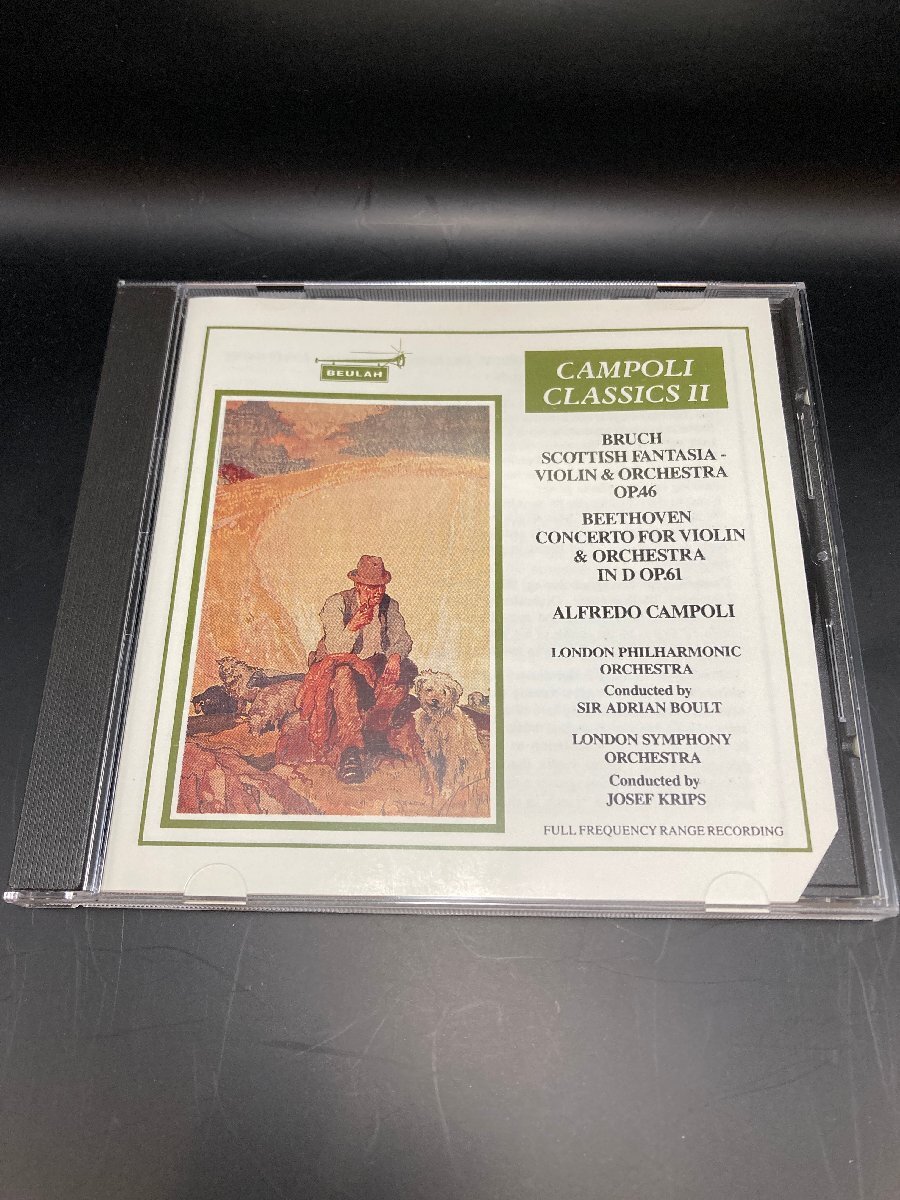 BEULAH
CAMPOLI
CLASSICS II
BRUCH
SCOTTISH FANTASIA -
VIOLIN & ORCHESTRA
OP.46
BEETHOVEN
CONCERTO FOR VIOLIN
& ORCHESTRA
IN D OP.61
ALFREDO CAMPOLI
LONDON PHILHARMONIC
ORCHESTRA
Conducted by
SIR ADRIAN BOULT
LONDON SYMPHONY
ORCHESTRA
Conducted by
JOSEF KRIPS
FULL FREQUENCY RANGE RECORDING